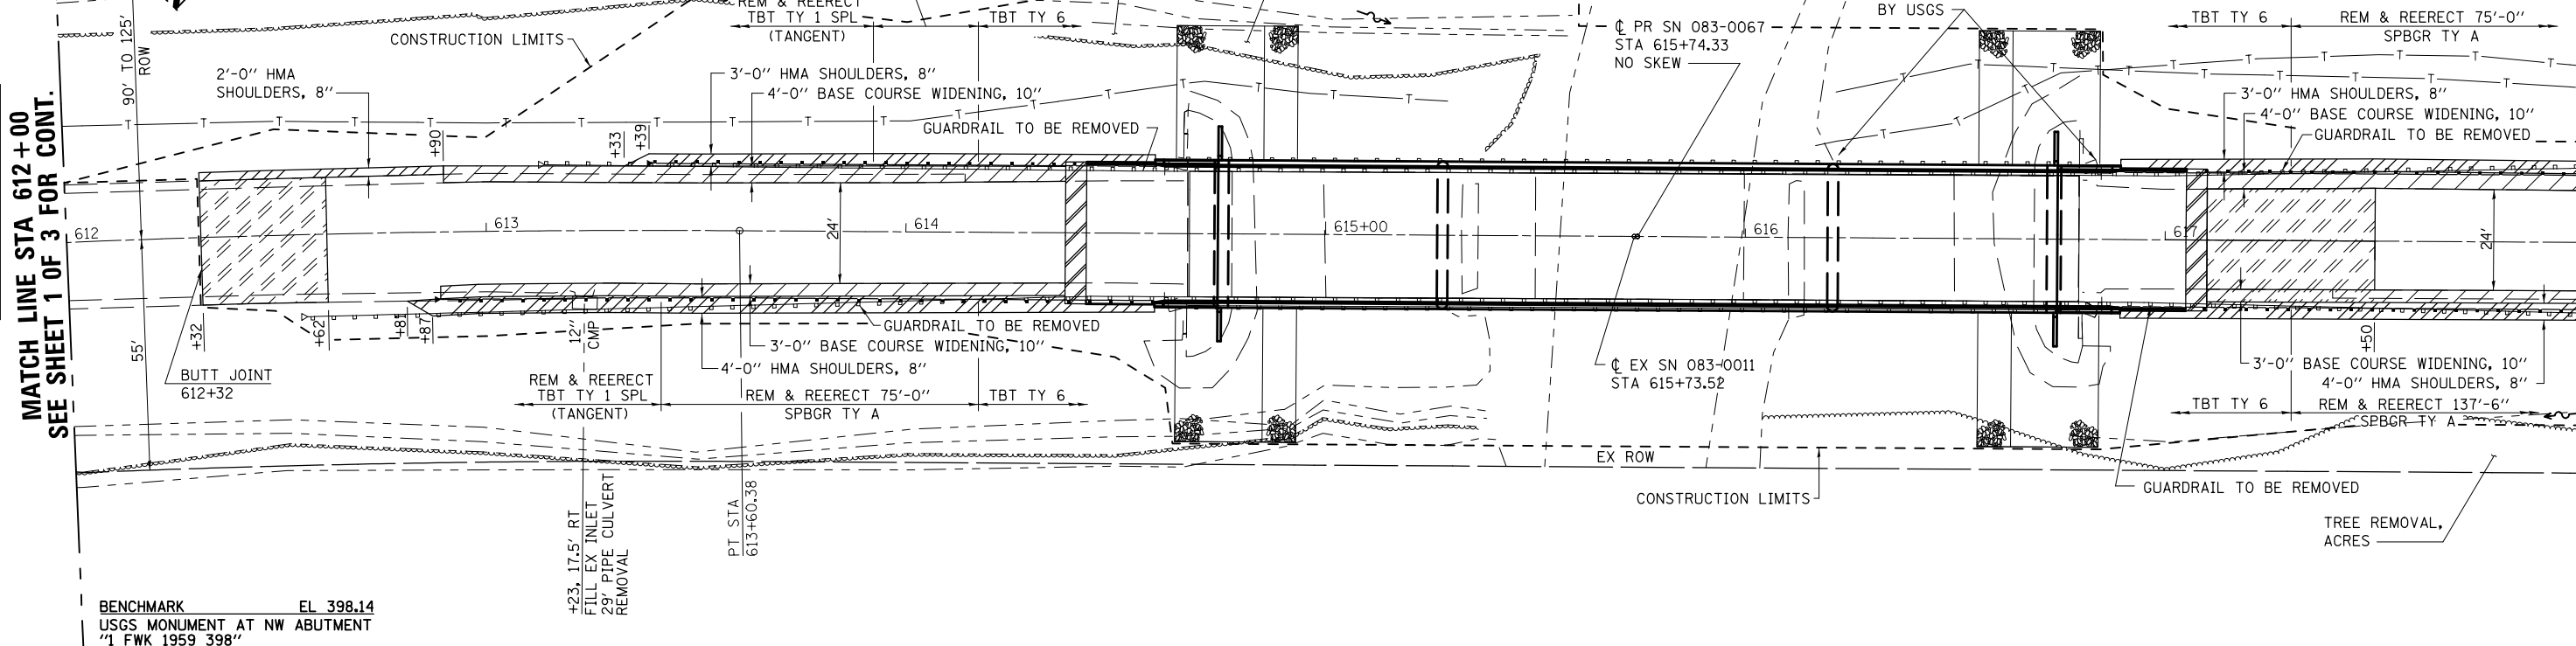 MATCH LINE STA 612+00
SEE SHEET 1 OF 3 FOR CONT.
90' TO 125'
ROW
55'
CONSTRUCTION LIMITS
2'-0" HMA
SHOULDERS, 8"
REM & REERECT
TBT TY 1 SPL
(TANGENT)
TBT TY 6
3'-0" HMA SHOULDERS, 8"
4'-0" BASE COURSE WIDENING, 10"
GUARDRAIL TO BE REMOVED
+90
+33
+39
T T T T T T T T T T T T T T T T
℄ PR SN 083-0067
STA 615+74.33
NO SKEW
BY USGS
TBT TY 6
REM & REERECT 75'-0"
SPBGR TY A
3'-0" HMA SHOULDERS, 8"
4'-0" BASE COURSE WIDENING, 10"
GUARDRAIL TO BE REMOVED
612
613
24'
614
615+00
616
617
24'
+32
+62
+81
+87
12"
CMP
BUTT JOINT
612+32
GUARDRAIL TO BE REMOVED
3'-0" BASE COURSE WIDENING, 10"
4'-0" HMA SHOULDERS, 8"
REM & REERECT
TBT TY 1 SPL
(TANGENT)
REM & REERECT 75'-0"
SPBGR TY A
TBT TY 6
℄ EX SN 083-0011
STA 615+73.52
+50
3'-0" BASE COURSE WIDENING, 10"
4'-0" HMA SHOULDERS, 8"
TBT TY 6
REM & REERECT 137'-6"
SPBGR TY A
EX ROW
CONSTRUCTION LIMITS
GUARDRAIL TO BE REMOVED
TREE REMOVAL,
ACRES
+23, 17.5' RT
FILL EX INLET
29' PIPE CULVERT
REMOVAL
PT STA
613+60.38
BENCHMARK EL 398.14
USGS MONUMENT AT NW ABUTMENT
"1 FWK 1959 398"